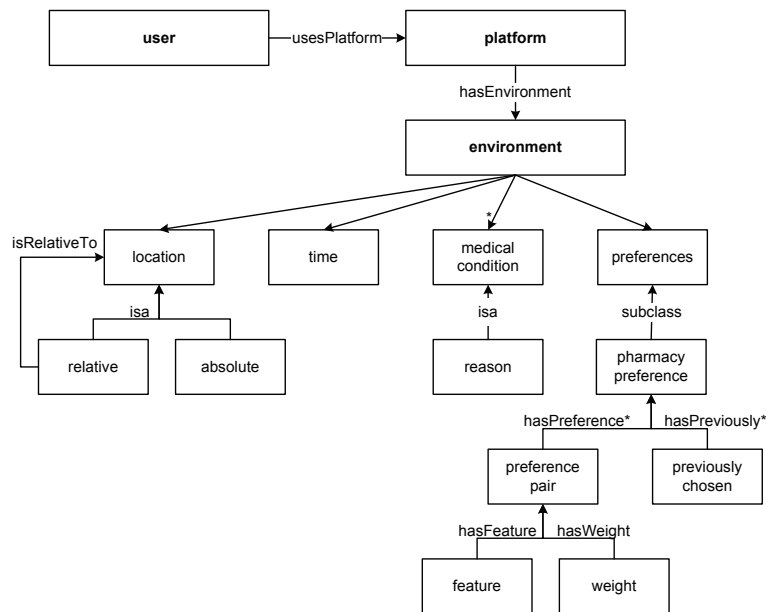 user
usesPlatform
platform
hasEnvironment
environment
*
isRelativeTo
location
time
medical
condition
preferences
isa
isa
subclass
relative
absolute
reason
pharmacy
preference
hasPreference*
hasPreviously*
preference
pair
previously
chosen
hasFeature
hasWeight
feature
weight